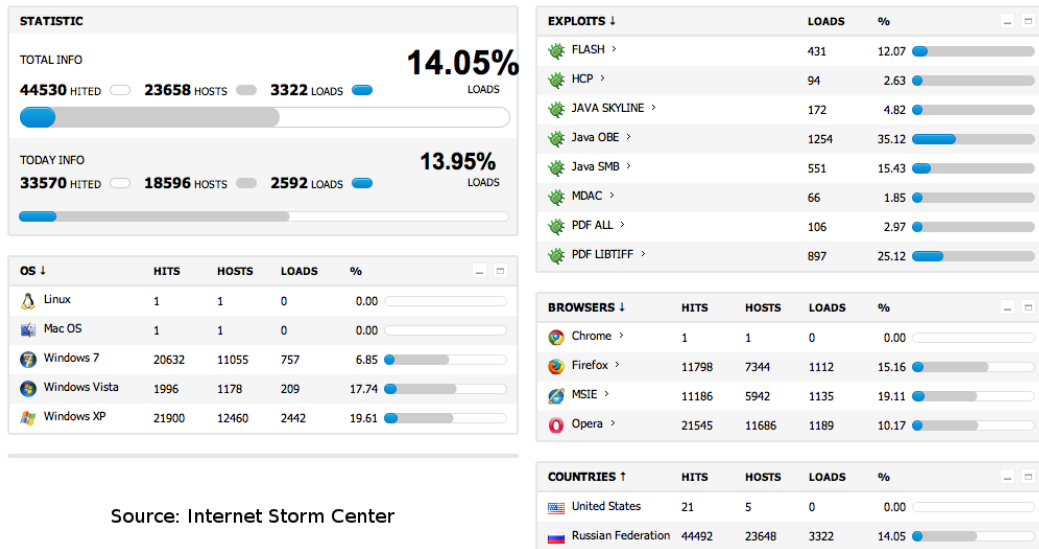 STATISTIC
TOTAL INFO
14.05%
44530 HITED 23658 HOSTS 3322 LOADS LOADS
TODAY INFO
13.95%
33570 HITED 18596 HOSTS 2592 LOADS LOADS
OS ↓ HITS HOSTS LOADS %
Linux 1 1 0 0.00
Mac OS 1 1 0 0.00
Windows 7 20632 11055 757 6.85
Windows Vista 1996 1178 209 17.74
Windows XP 21900 12460 2442 19.61
Source: Internet Storm Center
EXPLOITS ↓ LOADS %
FLASH > 431 12.07
HCP > 94 2.63
JAVA SKYLINE > 172 4.82
Java OBE > 1254 35.12
Java SMB > 551 15.43
MDAC > 66 1.85
PDF ALL > 106 2.97
PDF LIBTIFF > 897 25.12
BROWSERS ↓ HITS HOSTS LOADS %
Chrome > 1 1 0 0.00
Firefox > 11798 7344 1112 15.16
MSIE > 11186 5942 1135 19.11
Opera > 21545 11686 1189 10.17
COUNTRIES ↑ HITS HOSTS LOADS %
United States 21 5 0 0.00
Russian Federation 44492 23648 3322 14.05